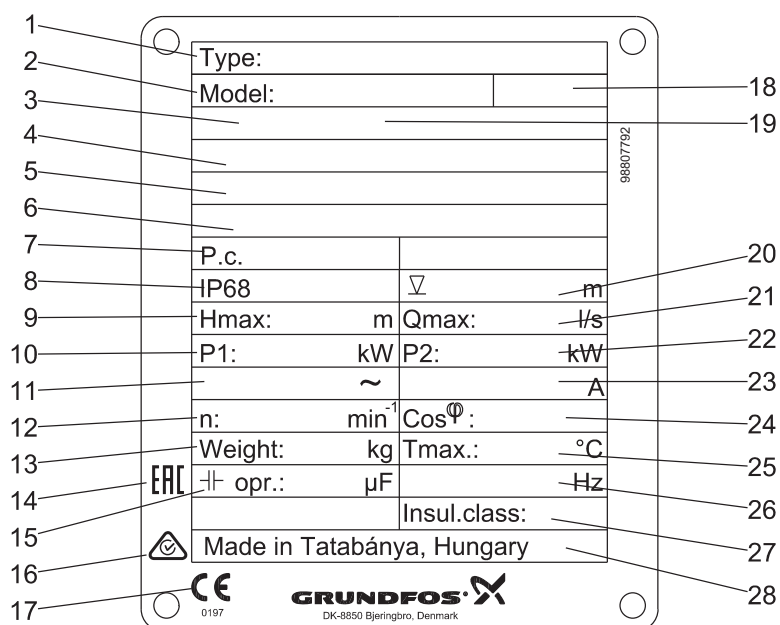 1 Type:
2 Model: 18
3 19
4
5
6
7 P.c.
8 IP68 m 20
9 Hmax: m Qmax: l/s 21
10 P1: kW P2: kW 22
11 ~ A 23
12 n: min-1 Cosφ : 24
13 Weight: kg Tmax.: °C 25
14 EAC
15 opr.: µF Hz 26
Insul.class: 27
16 Made in Tatabánya, Hungary 28
17 CE
0197
GRUNDFOS
DK-8850 Bjeringbro, Denmark
98807792